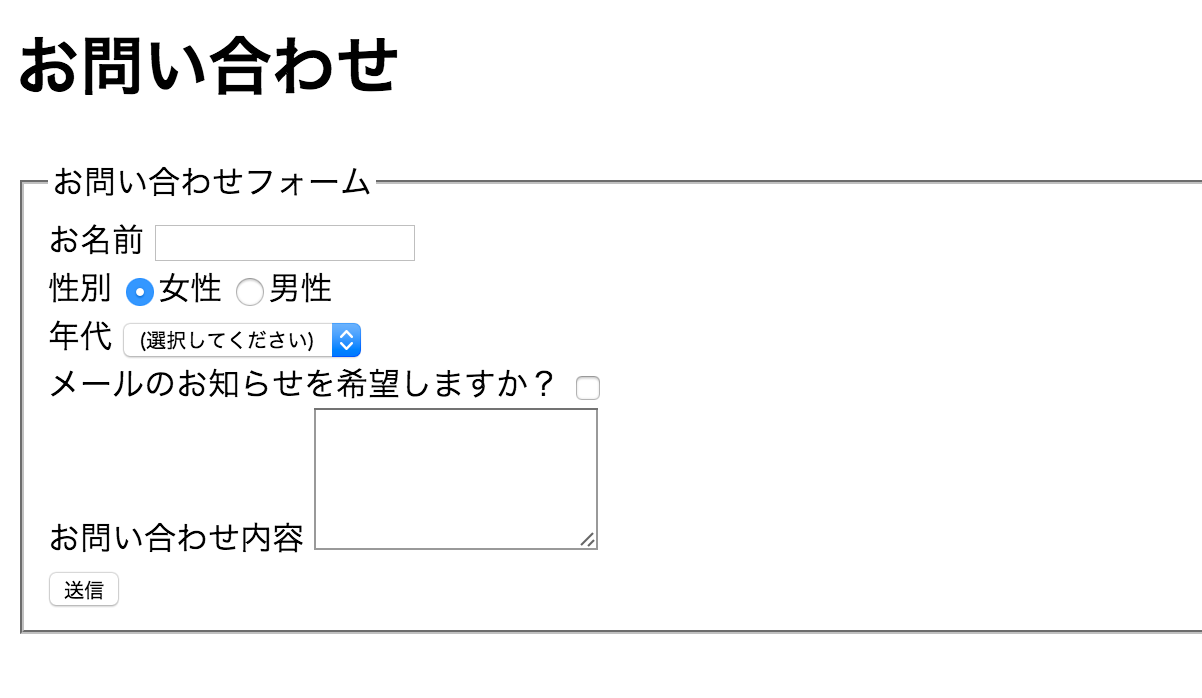 お問い合わせ
お問い合わせフォーム
お名前
性別 女性 男性
年代 (選択してください)
メールのお知らせを希望しますか？
お問い合わせ内容
送信